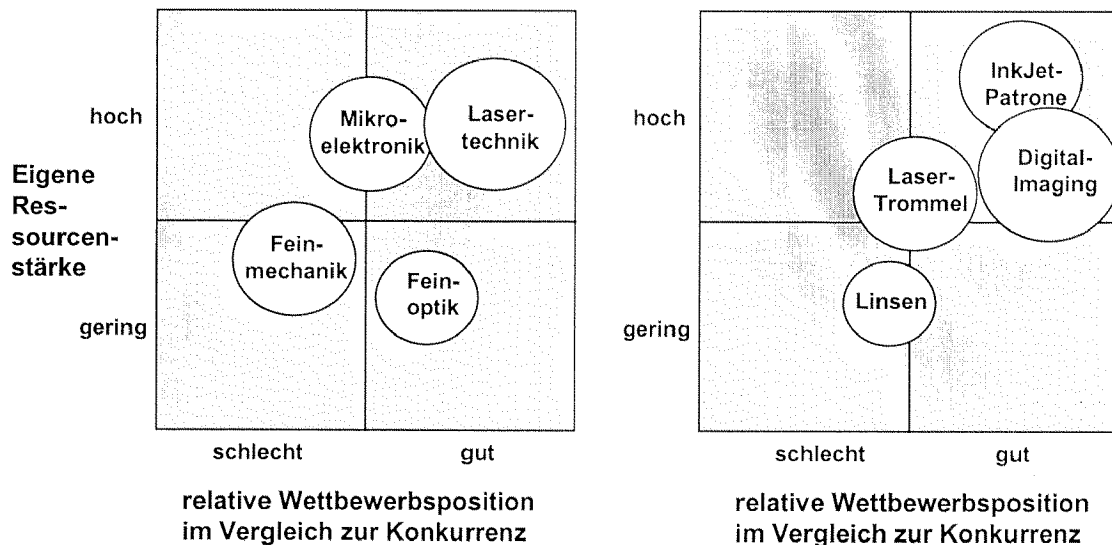 hoch
Eigene
Res-
sourcen-
stärke
gering
Mikro-
elektronik
Laser-
technik
Fein-
mechanik
Fein-
optik
schlecht
gut
relative Wettbewerbsposition
im Vergleich zur Konkurrenz
hoch
gering
InkJet-
Patrone
Digital-
Imaging
Laser-
Trommel
Linsen
schlecht
gut
relative Wettbewerbsposition
im Vergleich zur Konkurrenz